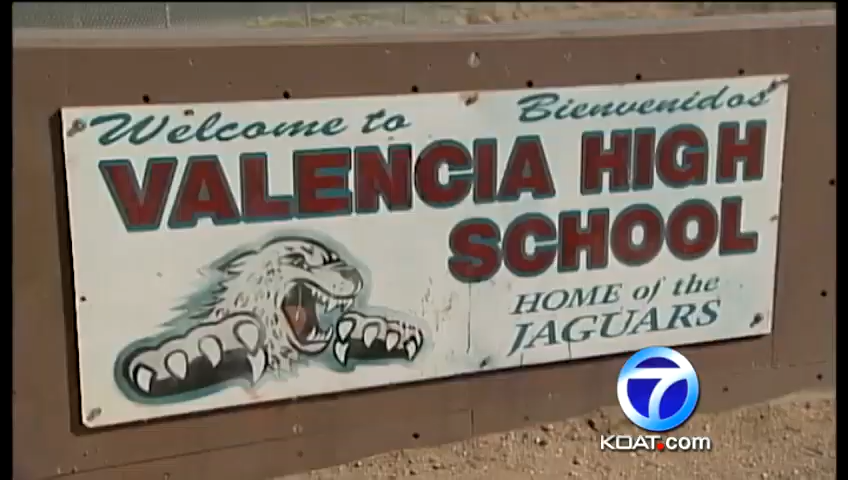 Welcome to Bienvenidos
VALENCIA HIGH
SCHOOL
HOME of the
JAGUARS
7
KOAT.com